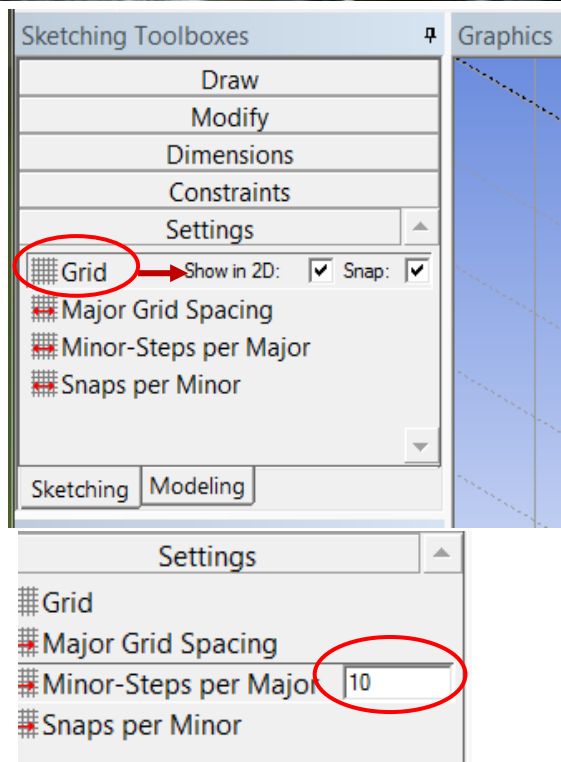 Sketching Toolboxes Graphics
Draw
Modify
Dimensions
Constraints
Settings
Grid Show in 2D: Snap:
Major Grid Spacing
Minor-Steps per Major
Snaps per Minor
Sketching Modeling
Settings
Grid
Major Grid Spacing
Minor-Steps per Major 10
Snaps per Minor